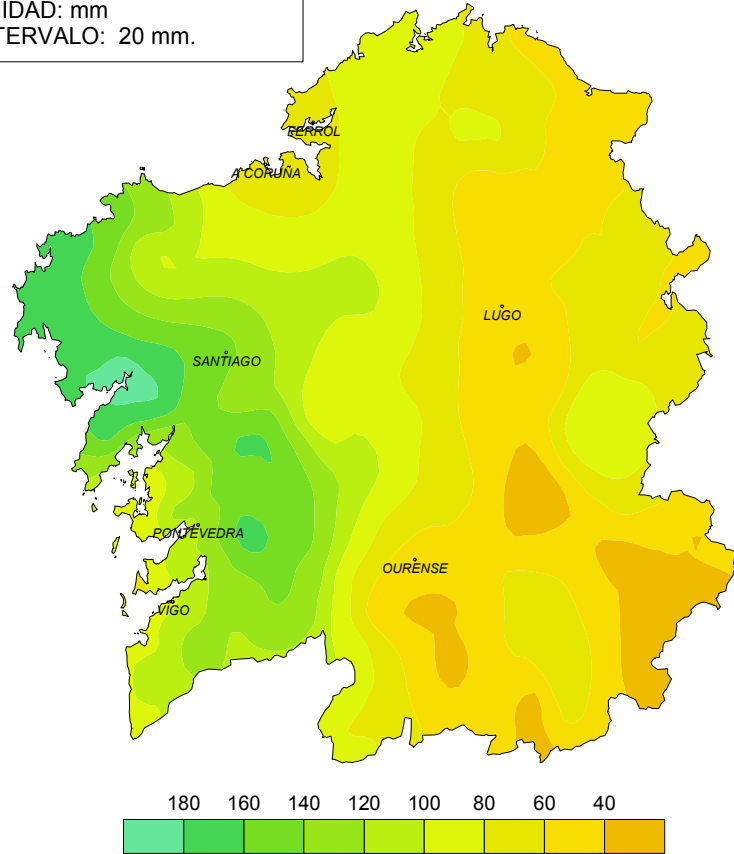 IDAD: mm
TERVALO: 20 mm.
FERROL
A CORUÑA
LUGO
SANTIAGO
PONTEVEDRA
OURENSE
VIGO
180 160 140 120 100 80 60 40